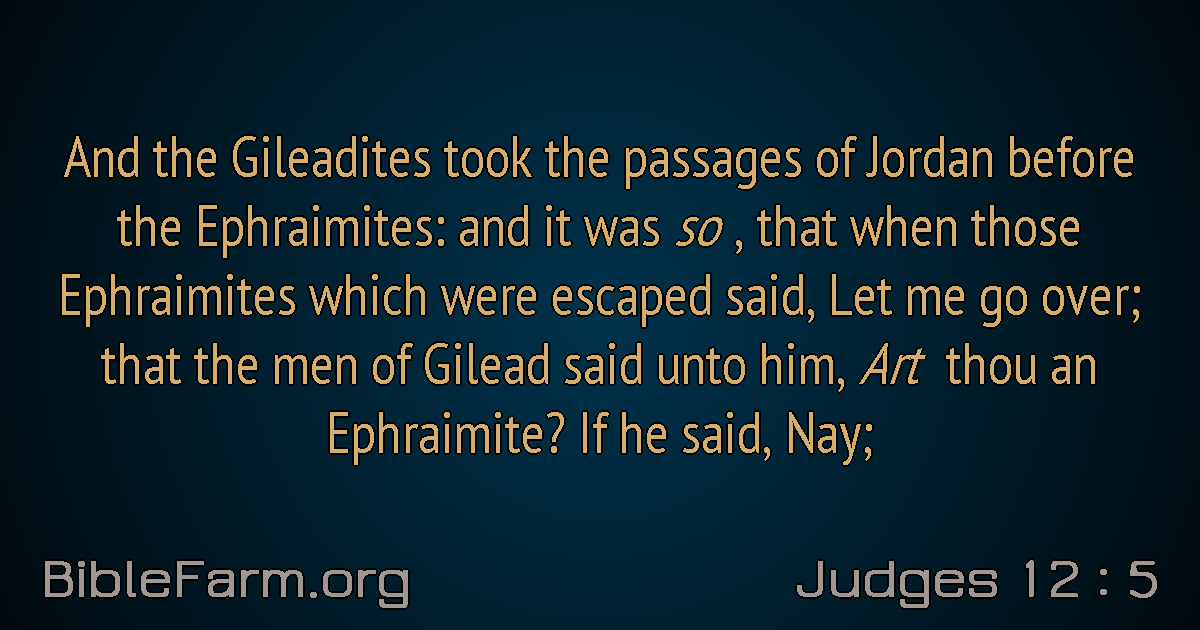 And the Gileadites took the passages of Jordan before
the Ephraimites: and it was so , that when those
Ephraimites which were escaped said, Let me go over;
that the men of Gilead said unto him, Art thou an
Ephraimite? If he said, Nay;
BibleFarm.org
Judges 12 : 5